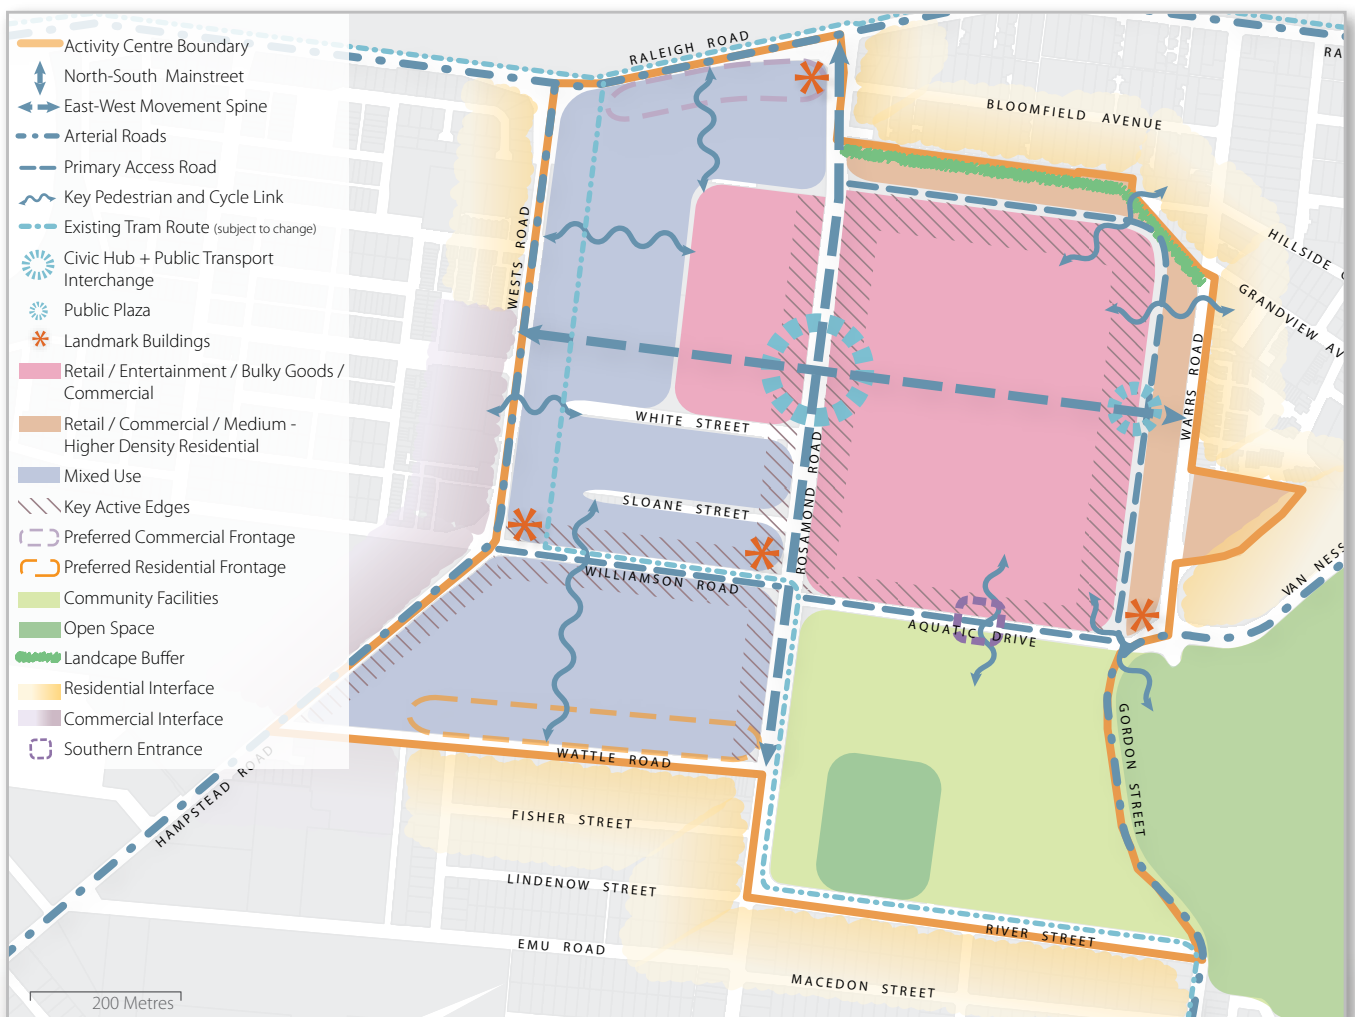 Activity Centre Boundary
North-South Mainstreet
East-West Movement Spine
Arterial Roads
Primary Access Road
Key Pedestrian and Cycle Link
Existing Tram Route (subject to change)
Civic Hub + Public Transport
Interchange
Public Plaza
Landmark Buildings
Retail / Entertainment / Bulky Goods /
Commercial
Retail / Commercial / Medium -
Higher Density Residential
Mixed Use
Key Active Edges
Preferred Commercial Frontage
Preferred Residential Frontage
Community Facilities
Open Space
Landcape Buffer
Residential Interface
Commercial Interface
Southern Entrance
200 Metres
RALEIGH ROAD
RA
BLOOMFIELD AVENUE
HILLSIDE
GRANDVIEW AV
WESTS ROAD
WARRS ROAD
WHITE STREET
SLOANE STREET
ROSAMOND ROAD
WILLIAMSON ROAD
AQUATIC DRIVE
VAN NESS
GORDON STREET
WATTLE ROAD
HAMPSTEAD ROAD
FISHER STREET
LINDENOW STREET
EMU ROAD
RIVER STREET
MACEDON STREET